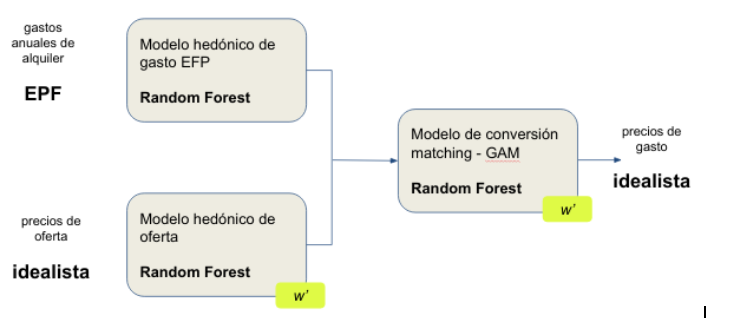 gastos
anuales de
alquiler
EPF
Modelo hedónico de
gasto EFP
Random Forest
precios de
oferta
idealista
Modelo hedónico de
oferta
Random Forest
w'
Modelo de conversión
matching - GAM
Random Forest
w'
precios de
gasto
idealista